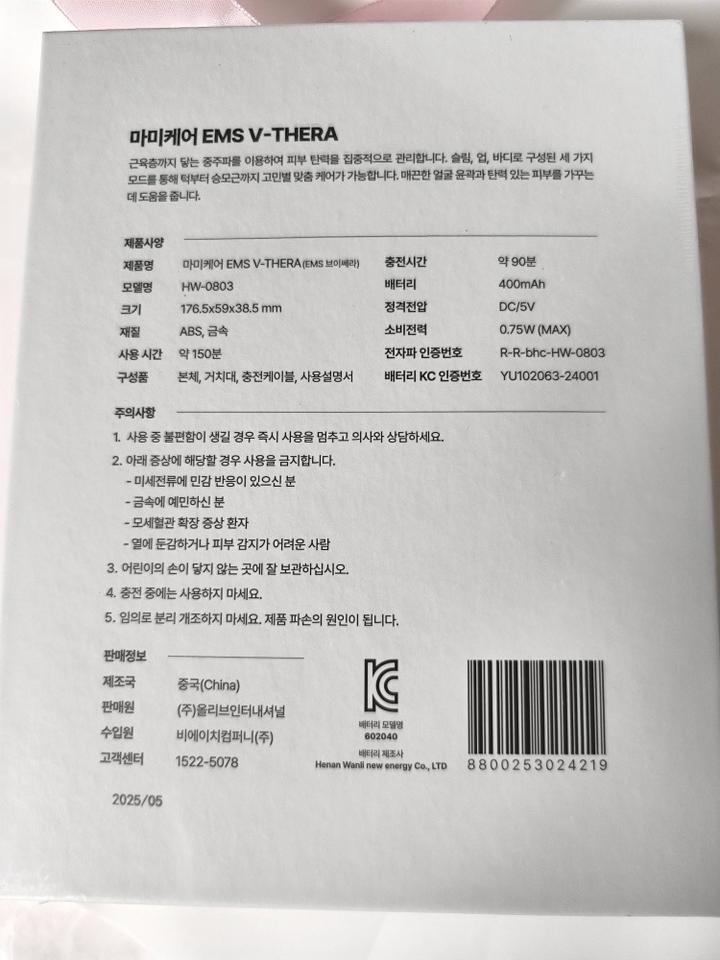 마미케어 EMS V-THERA
근육층까지 닿는 중주파를 이용하여 피부 탄력을 집중적으로 관리합니다. 슬림, 업, 바디로 구성된 세 가지
모드를 통해 턱부터 승모근까지 고민별 맞춤 케어가 가능합니다. 매끈한 얼굴 윤곽과 탄력 있는 피부를 가꾸는
데 도움을 줍니다.
제품사양
제품명 마미케어 EMS V-THERA(EMS 브이쎄라)
모델명 HW-0803
크기 176.5x59x38.5 mm
재질 ABS, 금속
사용 시간 약 150분
구성품 본체, 거치대, 충전케이블, 사용설명서
충전시간 약 90분
배터리 400mAh
정격전압 DC/5V
소비전력 0.75W (MAX)
전자파 인증번호 R-R-bhc-HW-0803
배터리 KC 인증번호 YU102063-24001
주의사항
1. 사용 중 불편함이 생길 경우 즉시 사용을 멈추고 의사와 상담하세요.
2. 아래 증상에 해당할 경우 사용을 금지합니다.
- 미세전류에 민감 반응이 있으신 분
- 금속에 예민하신 분
- 모세혈관 확장 증상 환자
- 열에 둔감하거나 피부 감지가 어려운 사람
3. 어린이의 손이 닿지 않는 곳에 잘 보관하십시오.
4. 충전 중에는 사용하지 마세요.
5. 임의로 분리 개조하지 마세요. 제품 파손의 원인이 됩니다.
판매정보
제조국 중국(China)
판매원 (주)올리브인터내셔널
수입원 비에이치컴퍼니(주)
고객센터 1522-5078
2025/05
KC
배터리 모델명
602040
배터리 제조사
Henan Wanli new energy Co., LTD
8800253024219